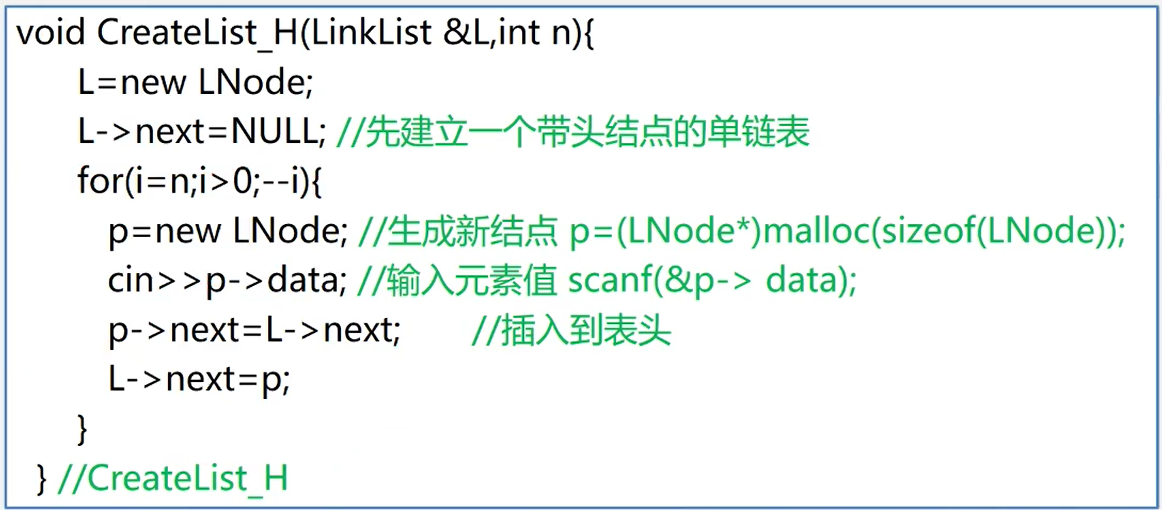 void CreateList_H(LinkList &L,int n){
L=new LNode;
L->next=NULL; //先建立一个带头结点的单链表
for(i=n;i>0;--i){
p=new LNode; //生成新结点 p=(LNode*)malloc(sizeof(LNode));
cin>>p->data; //输入元素值 scanf(&p-> data);
p->next=L->next; //插入到表头
L->next=p;
}
} //CreateList_H